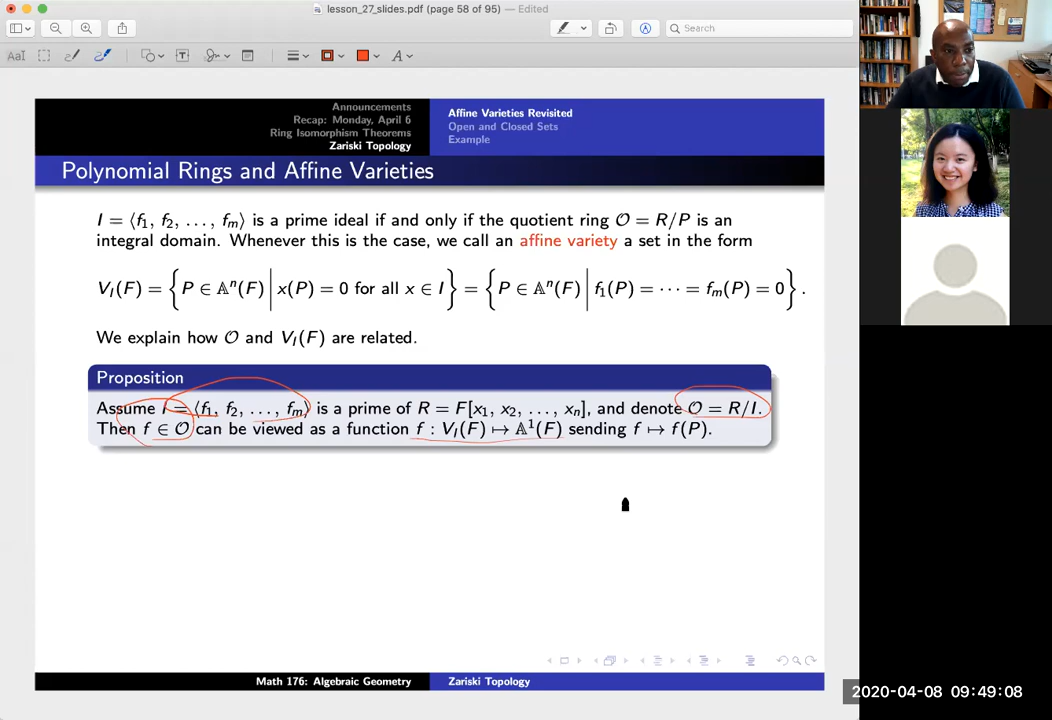 lesson_27_slides.pdf (page 58 of 95) — Edited
Search
Announcements
Recap: Monday, April 6
Ring Isomorphism Theorems
Zariski Topology
Affine Varieties Revisited
Open and Closed Sets
Example
Polynomial Rings and Affine Varieties
I = ⟨f₁, f₂, ..., fₘ⟩ is a prime ideal if and only if the quotient ring 𝒪 = R/P is an
integral domain. Whenever this is the case, we call an affine variety a set in the form
V_I(F) = { P ∈ 𝔸ⁿ(F) | x(P) = 0 for all x ∈ I } = { P ∈ 𝔸ⁿ(F) | f₁(P) = ··· = fₘ(P) = 0 } .
We explain how 𝒪 and V_I(F) are related.
Proposition
Assume I = ⟨f₁, f₂, ..., fₘ⟩ is a prime of R = F[x₁, x₂, ..., xₙ], and denote 𝒪 = R/I.
Then f ∈ 𝒪 can be viewed as a function f : V_I(F) ↦ 𝔸¹(F) sending f ↦ f(P).
Math 176: Algebraic Geometry
Zariski Topology
2020-04-08 09:49:08